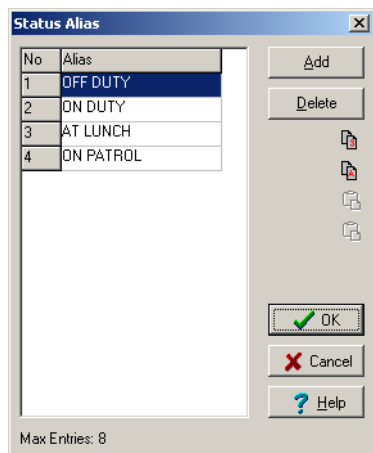 Status Alias
No Alias
1 OFF DUTY
2 ON DUTY
3 AT LUNCH
4 ON PATROL
Add
Delete
OK
Cancel
Help
Max Entries: 8